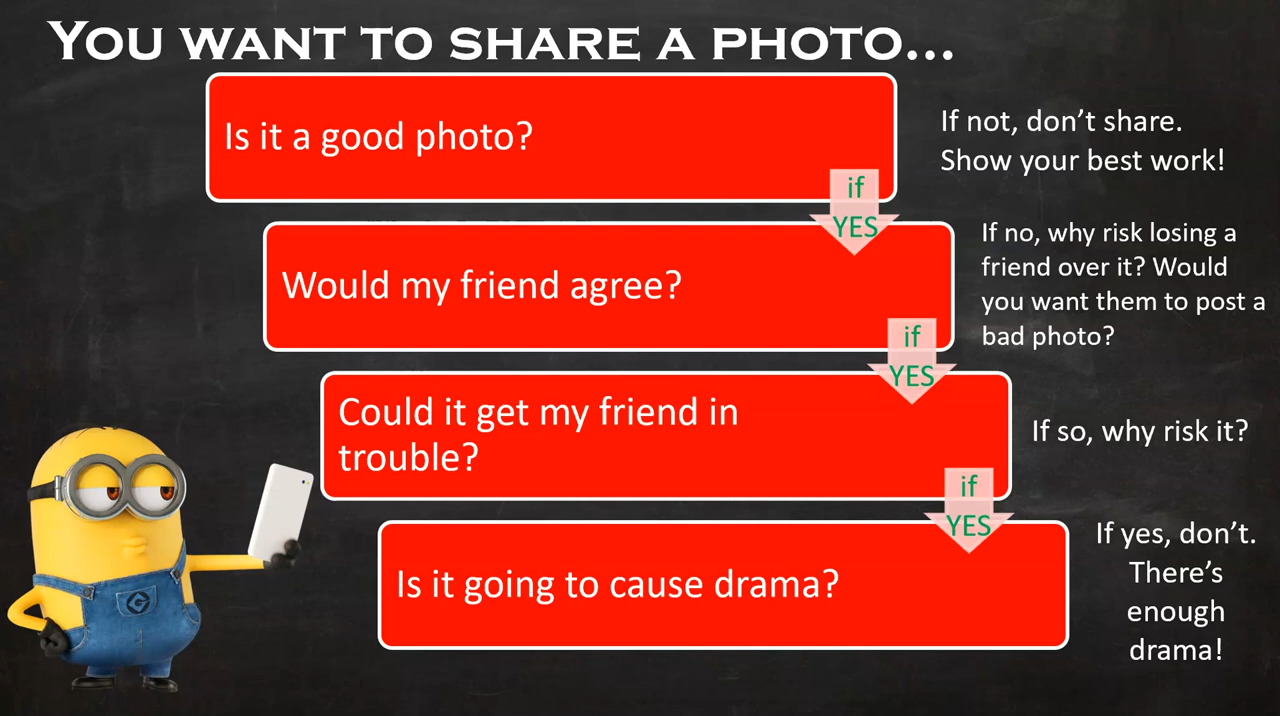 YOU WANT TO SHARE A PHOTO...
Is it a good photo?
If not, don't share.
Show your best work!
if
YES
Would my friend agree?
If no, why risk losing a
friend over it? Would
you want them to post a
bad photo?
if
YES
Could it get my friend in
trouble?
If so, why risk it?
if
YES
Is it going to cause drama?
If yes, don't.
There's
enough
drama!